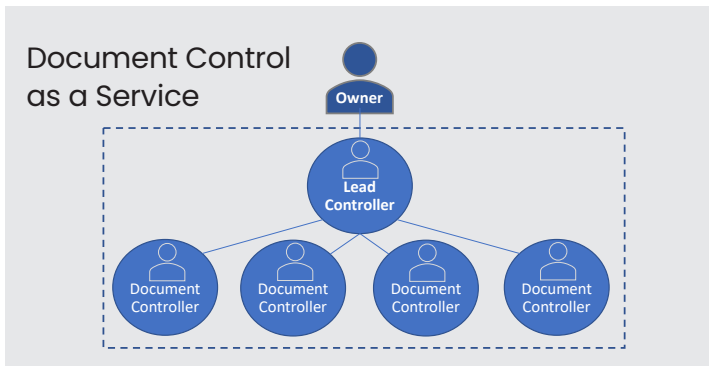 Document Control
as a Service
Owner
Lead
Controller
Document
Controller
Document
Controller
Document
Controller
Document
Controller